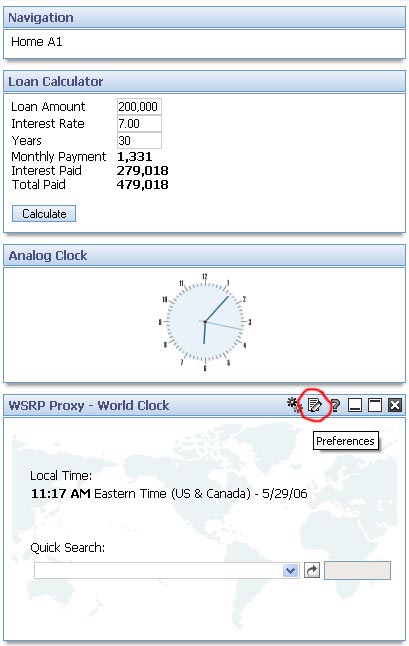 Navigation
Home A1
Loan Calculator
Loan Amount 200,000
Interest Rate 7.00
Years 30
Monthly Payment 1,331
Interest Paid 279,018
Total Paid 479,018
Calculate
Analog Clock
12
11 1
10 2
9 3
8 4
7 5
6
WSRP Proxy - World Clock
Preferences
Local Time:
11:17 AM Eastern Time (US & Canada) - 5/29/06
Quick Search: